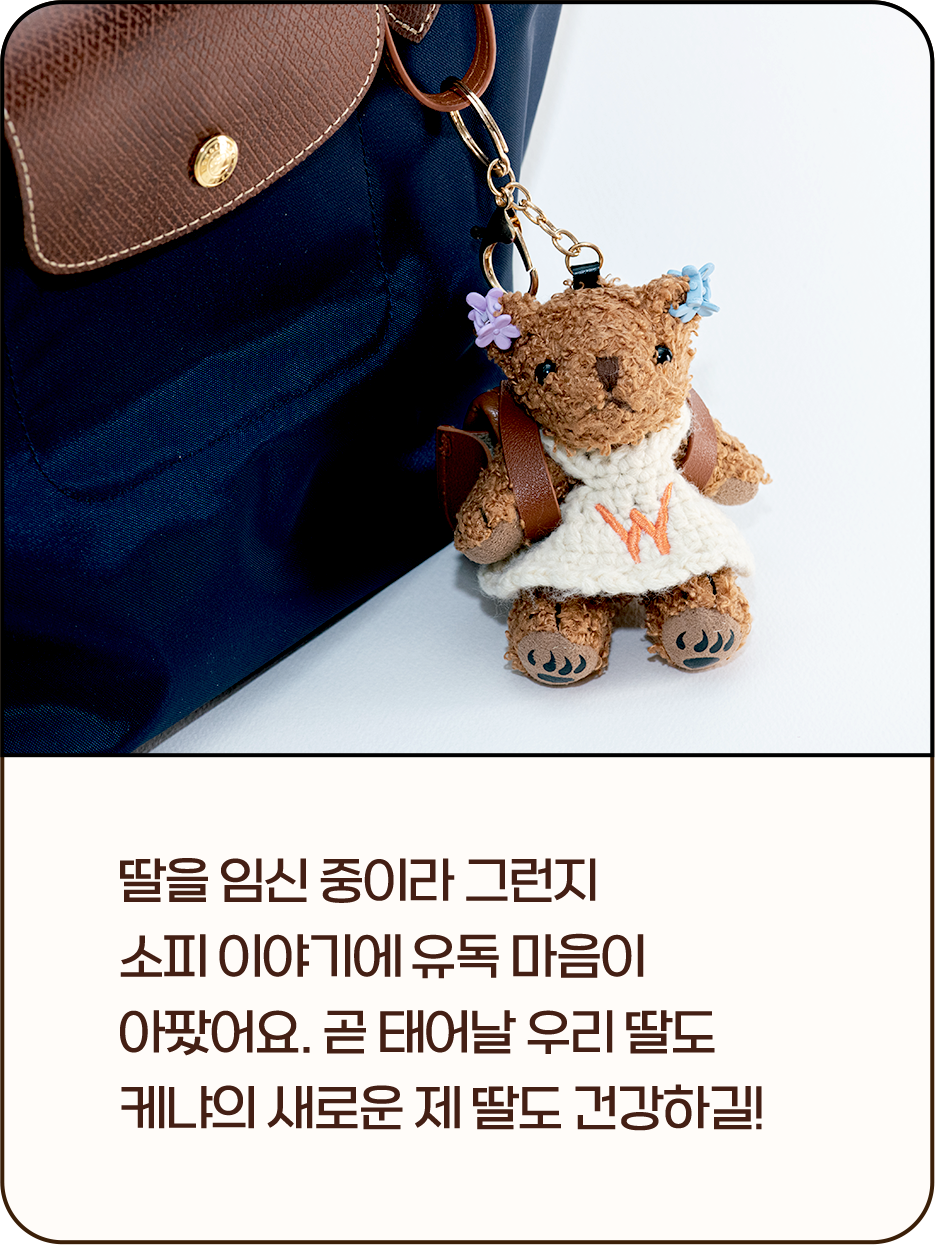 W
딸을 임신 중이라 그런지
소피 이야기에 유독 마음이
아팠어요. 곧 태어날 우리 딸도
케냐의 새로운 제 딸도 건강하길!